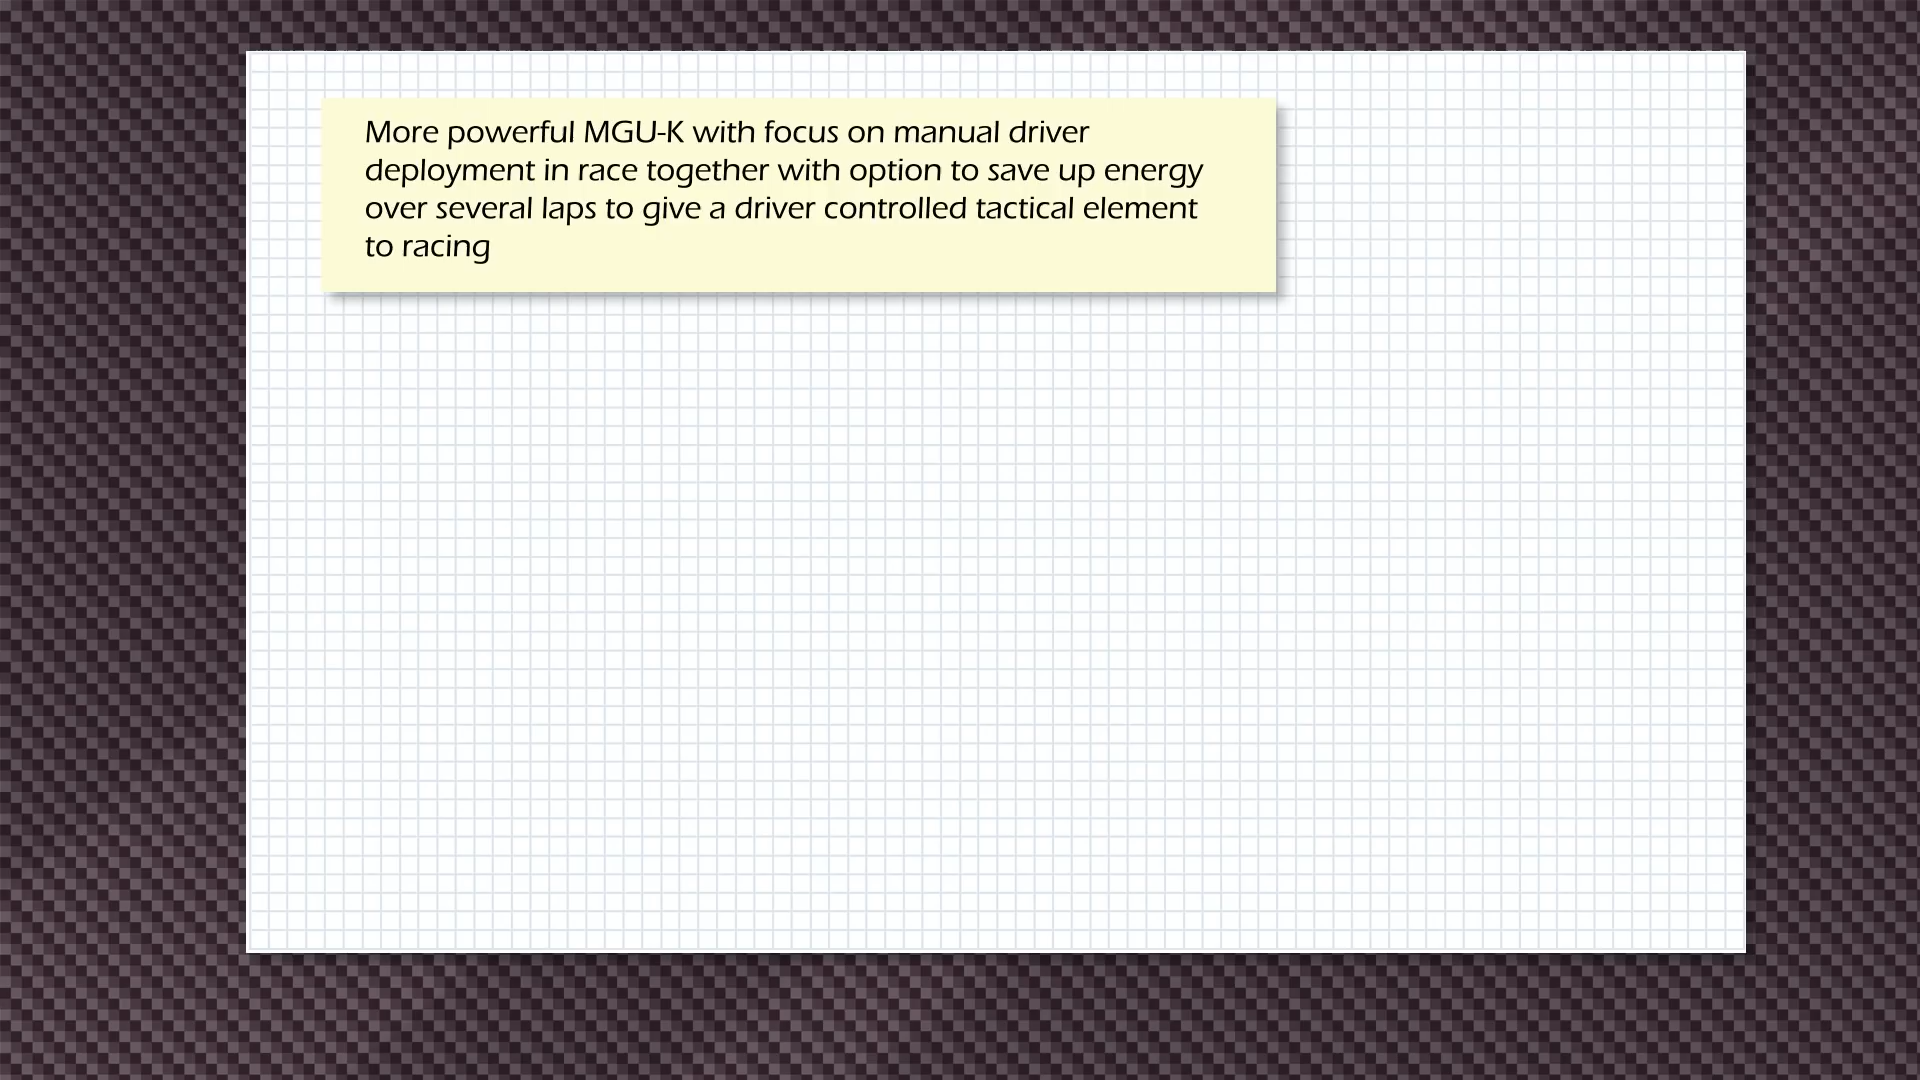 More powerful MGU-K with focus on manual driver
deployment in race together with option to save up energy
over several laps to give a driver controlled tactical element
to racing